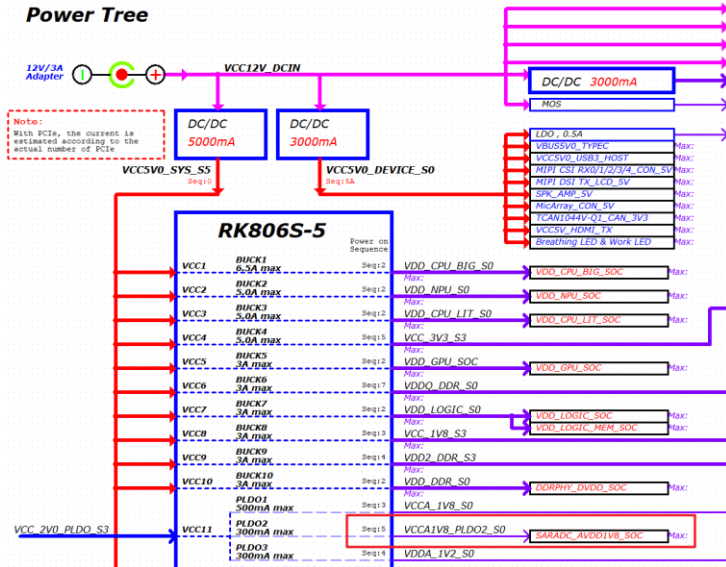 Power Tree
12V/3A
Adapter
VCC12V_DCIN
DC/DC 3000mA
MOS
Note:
With PCIe, the current is
estimated according to the
actual number of PCIe
DC/DC
5000mA
DC/DC
3000mA
VCC5V0_SYS_S5
Seq:0
VCC5V0_DEVICE_S0
Seq:5A
LDO , 0.5A
VBUS5V0_TYPEC Max:
VCC5V0_USB3_HOST Max:
MIPI CSI RX0/1/2/3/4_CON_5V Max:
MIPI DSI TX_LCD_5V Max:
SPK_AMP_5V Max:
MicArray_CON_5V Max:
TCAN1044V-Q1_CAN_3V3 Max:
VCC5V_HDMI_TX Max:
Breathing LED & Work LED Max:
RK806S-5
Power on
Sequence
VCC1 BUCK1 6.5A max Seq:2 VDD_CPU_BIG_S0 Max: VDD_CPU_BIG_SOC Max:
VCC2 BUCK2 5.0A max Seq:2 VDD_NPU_S0 Max: VDD_NPU_SOC Max:
VCC3 BUCK3 5.0A max Seq:2 VDD_CPU_LIT_S0 Max: VDD_CPU_LIT_SOC Max:
VCC4 BUCK4 5.0A max Seq:5 VCC_3V3_S3 Max:
VCC5 BUCK5 3A max Seq:2 VDD_GPU_SOC Max: VDD_GPU_SOC Max:
VCC6 BUCK6 3A max Seq:7 VDDQ_DDR_S0 Max:
VCC7 BUCK7 3A max Seq:2 VDD_LOGIC_S0 Max: VDD_LOGIC_SOC Max:
VDD_LOGIC_MEM_SOC Max:
VCC8 BUCK8 3A max Seq:3 VCC_1V8_S3 Max:
VCC9 BUCK9 3A max Seq:4 VDD2_DDR_S3 Max:
VCC10 BUCK10 3A max Seq:2 VDD_DDR_S0 Max: DDRPHY_DVDD_SOC Max:
PLDO1 500mA max Seq:3 VCCA_1V8_S0
VCC_2V0_PLDO_S3 VCC11 PLDO2 300mA max Seq:5 VCCA1V8_PLDO2_S0 SARADC_AVDD1V8_SOC Max:
PLDO3 300mA max Seq:4 VDDA_1V2_S0